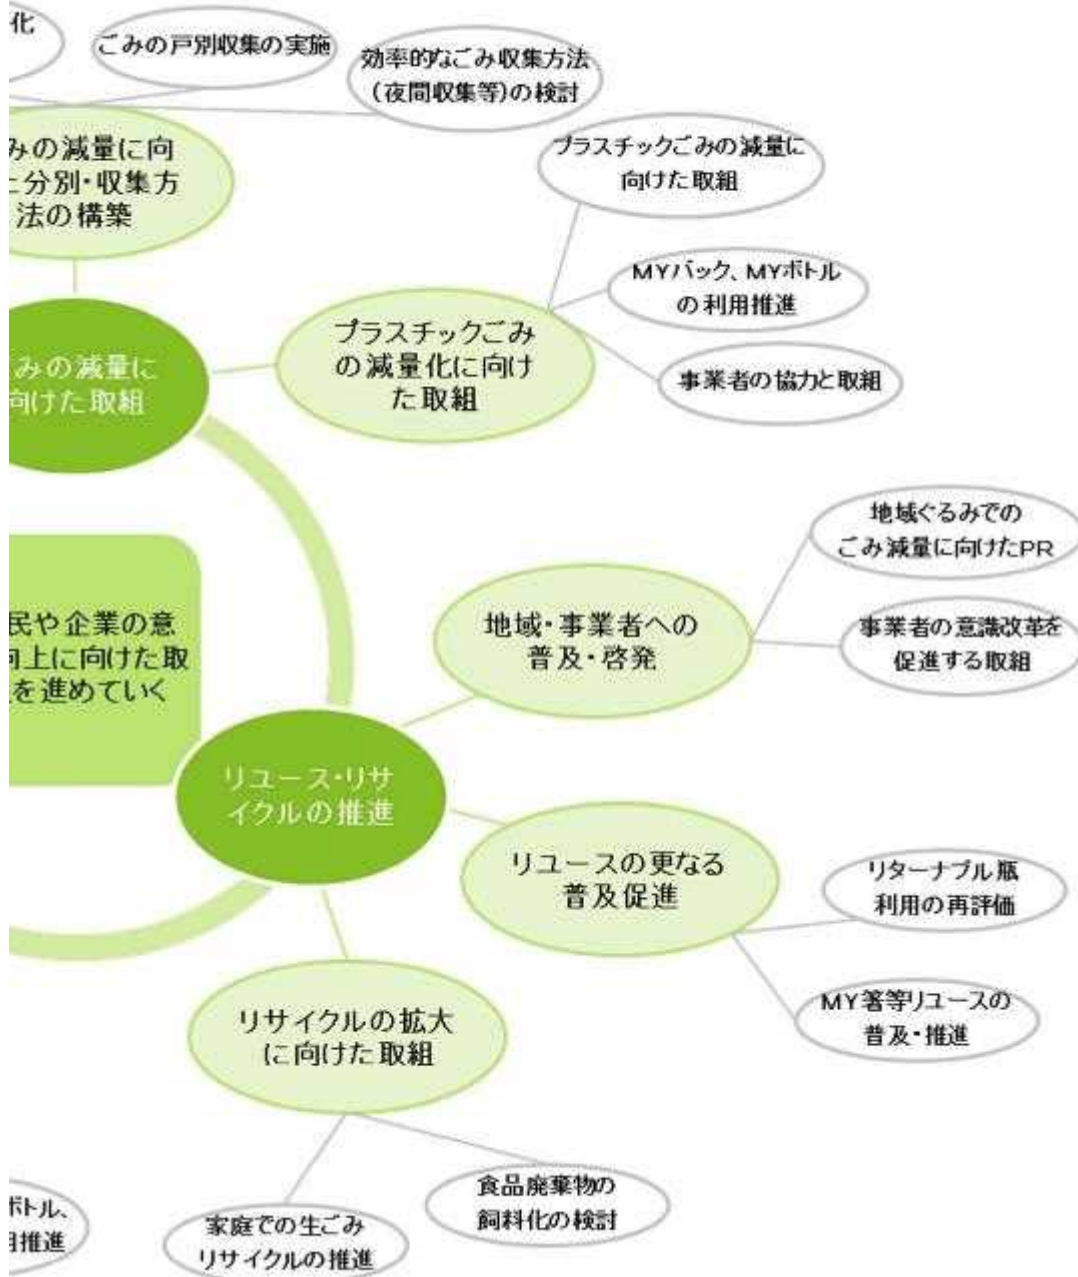 化
ごみの戸別収集の実施
効率的なごみ収集方法
(夜間収集等)の検討
みの減量に向
分別・収集方
法の構築
プラスチックごみの減量に
向けた取組
MYバック、MYボトル
の利用推進
プラスチックごみ
の減量化に向け
た取組
事業者の協力と取組
みの減量に
向けた取組
地域ぐるみでの
ごみ減量に向けたPR
地域・事業者への
普及・啓発
事業者の意識改革を
促進する取組
民や企業の意
向上に向けた取
を進めていく
リユース・リサ
イクルの推進
リユースの更なる
普及促進
リターナブル瓶
利用の再評価
MY箸等リユースの
普及・推進
リサイクルの拡大
に向けた取組
食品廃棄物の
飼料化の検討
家庭での生ごみ
リサイクルの推進
ボトル、
推進